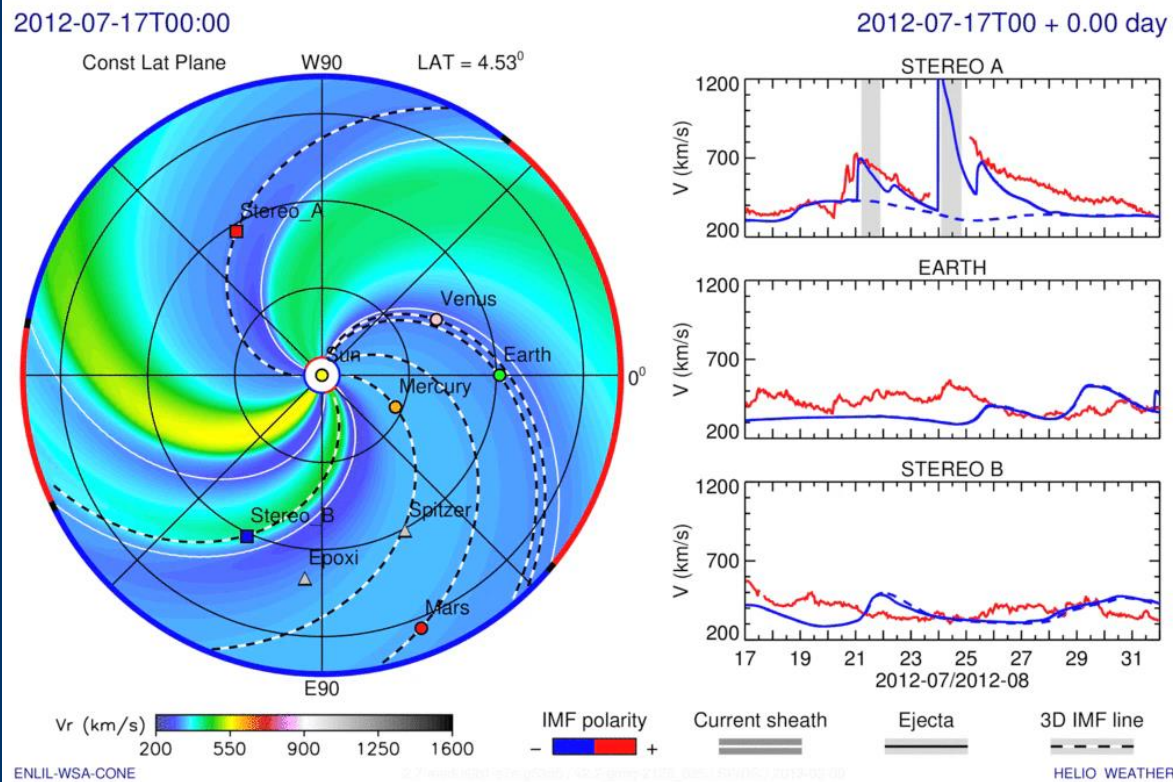 2012-07-17T00:00
2012-07-17T00 + 0.00 day
Const Lat Plane
W90
LAT = 4.53⁰
Stereo_A
Venus
Sun
Earth
0⁰
Mercury
Stereo_B
Spitzer
Epoxi
Mars
E90
Vr (km/s)
200 550 900 1250 1600
STEREO A
V (km/s)
1200
700
200
EARTH
V (km/s)
1200
700
200
STEREO B
V (km/s)
1200
700
200
17 19 21 23 25 27 29 31
2012-07/2012-08
IMF polarity
- +
Current sheath
Ejecta
3D IMF line
ENLIL-WSA-CONE
HELIO WEATHER